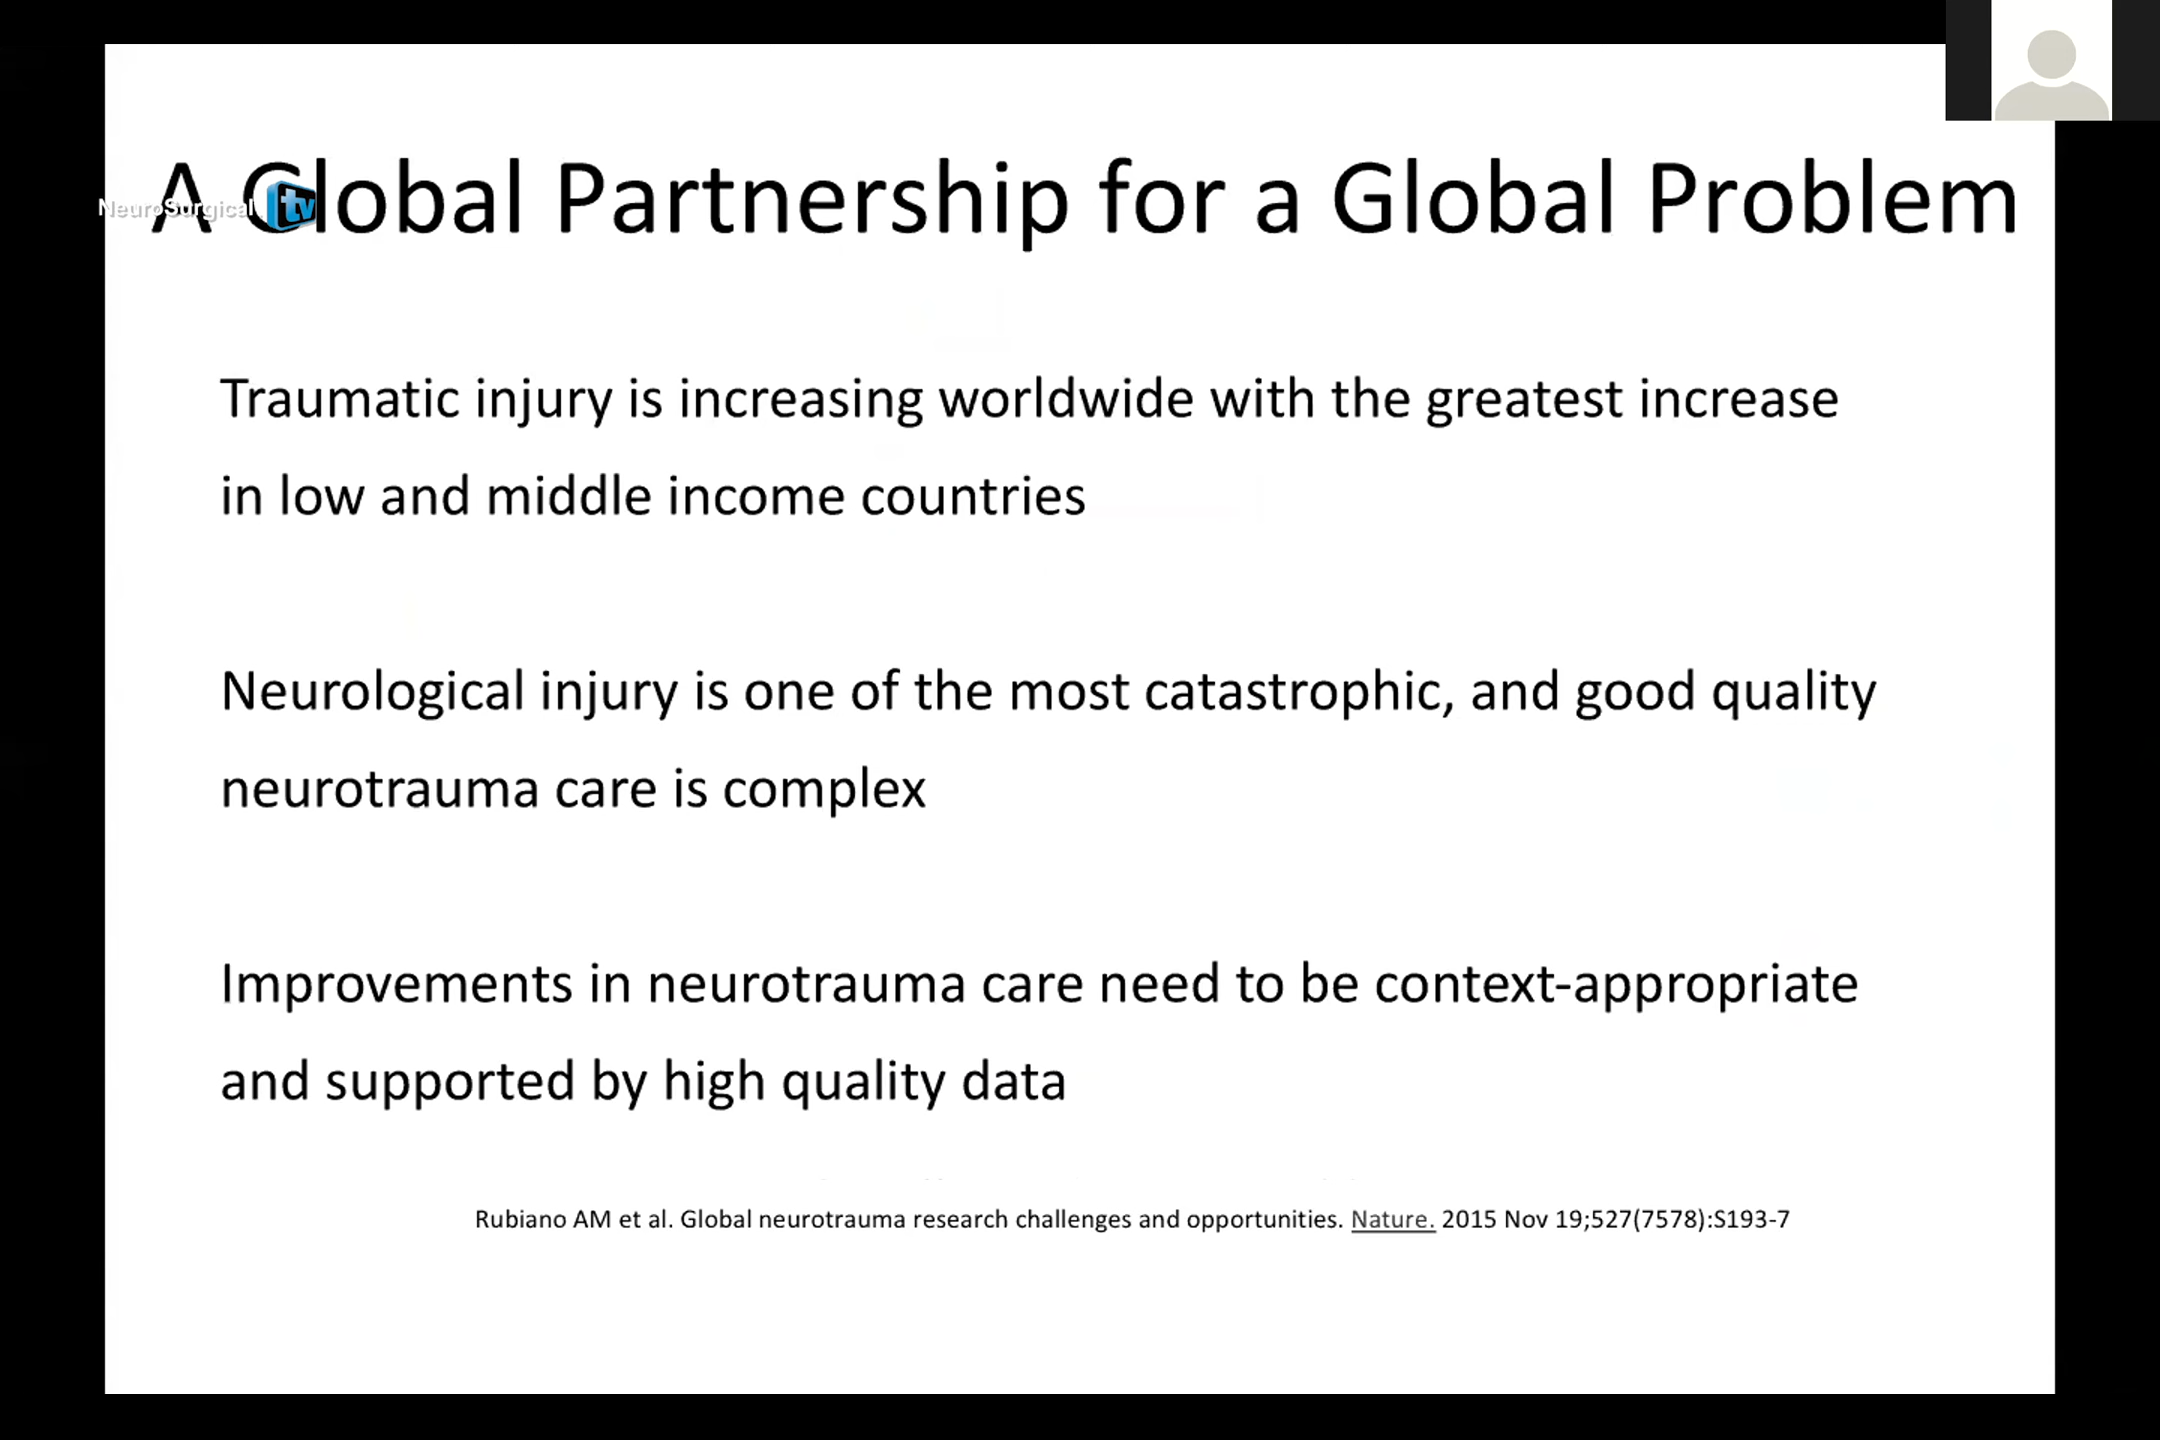 A Global Partnership for a Global Problem
NeuroSurgical tv
Traumatic injury is increasing worldwide with the greatest increase
in low and middle income countries
Neurological injury is one of the most catastrophic, and good quality
neurotrauma care is complex
Improvements in neurotrauma care need to be context-appropriate
and supported by high quality data
Rubiano AM et al. Global neurotrauma research challenges and opportunities. Nature. 2015 Nov 19;527(7578):S193-7